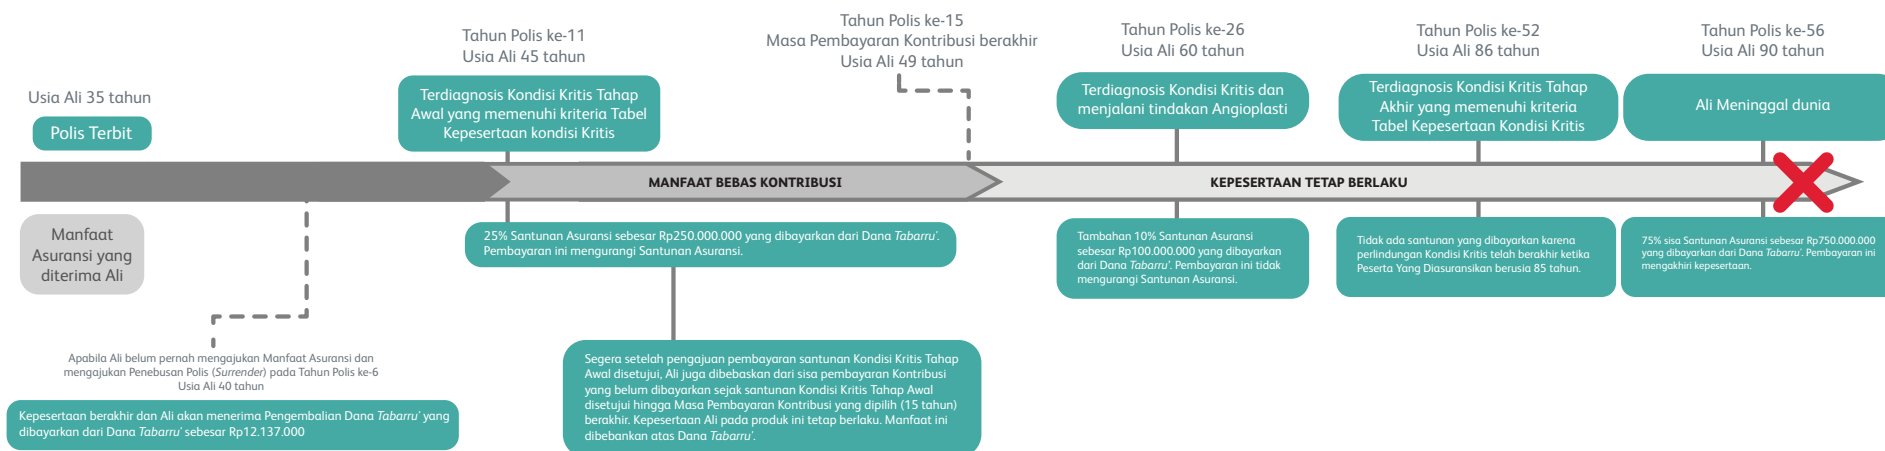 Usia Ali 35 tahun
Polis Terbit
Tahun Polis ke-11
Usia Ali 45 tahun
Terdiagnosis Kondisi Kritis Tahap
Awal yang memenuhi kriteria Tabel
Kepesertaan kondisi Kritis
Tahun Polis ke-15
Masa Pembayaran Kontribusi berakhir
Usia Ali 49 tahun
Tahun Polis ke-26
Usia Ali 60 tahun
Terdiagnosis Kondisi Kritis dan
menjalani tindakan Angioplasti
Tahun Polis ke-52
Usia Ali 86 tahun
Terdiagnosis Kondisi Kritis Tahap
Akhir yang memenuhi kriteria
Tabel Kepesertaan Kondisi Kritis
Tahun Polis ke-56
Usia Ali 90 tahun
Ali Meninggal dunia
MANFAAT BEBAS KONTRIBUSI
KEPESERTAAN TETAP BERLAKU
Manfaat
Asuransi yang
diterima Ali
25% Santunan Asuransi sebesar Rp250.000.000 yang dibayarkan dari Dana Tabarru'.
Pembayaran ini mengurangi Santunan Asuransi.
Tambahan 10% Santunan Asuransi
sebesar Rp100.000.000 yang dibayarkan
dari Dana Tabarru'. Pembayaran ini tidak
mengurangi Santunan Asuransi.
Tidak ada santunan yang dibayarkan karena
perlindungan Kondisi Kritis telah berakhir ketika
Peserta Yang Diasuransikan berusia 85 tahun.
75% sisa Santunan Asuransi sebesar Rp750.000.000
yang dibayarkan dari Dana Tabarru'. Pembayaran ini
mengakhiri kepesertaan.
Apabila Ali belum pernah mengajukan Manfaat Asuransi dan
mengajukan Penebusan Polis (Surrender) pada Tahun Polis ke-6
Usia Ali 40 tahun
Kepesertaan berakhir dan Ali akan menerima Pengembalian Dana Tabarru' yang
dibayarkan dari Dana Tabarru' sebesar Rp12.137.000
Segera setelah pengajuan pembayaran santunan Kondisi Kritis Tahap
Awal disetujui, Ali juga dibebaskan dari sisa pembayaran Kontribusi
yang belum dibayarkan sejak santunan Kondisi Kritis Tahap Awal
disetujui hingga Masa Pembayaran Kontribusi yang dipilih (15 tahun)
berakhir. Kepesertaan Ali pada produk ini tetap berlaku. Manfaat ini
dibebankan atas Dana Tabarru'.